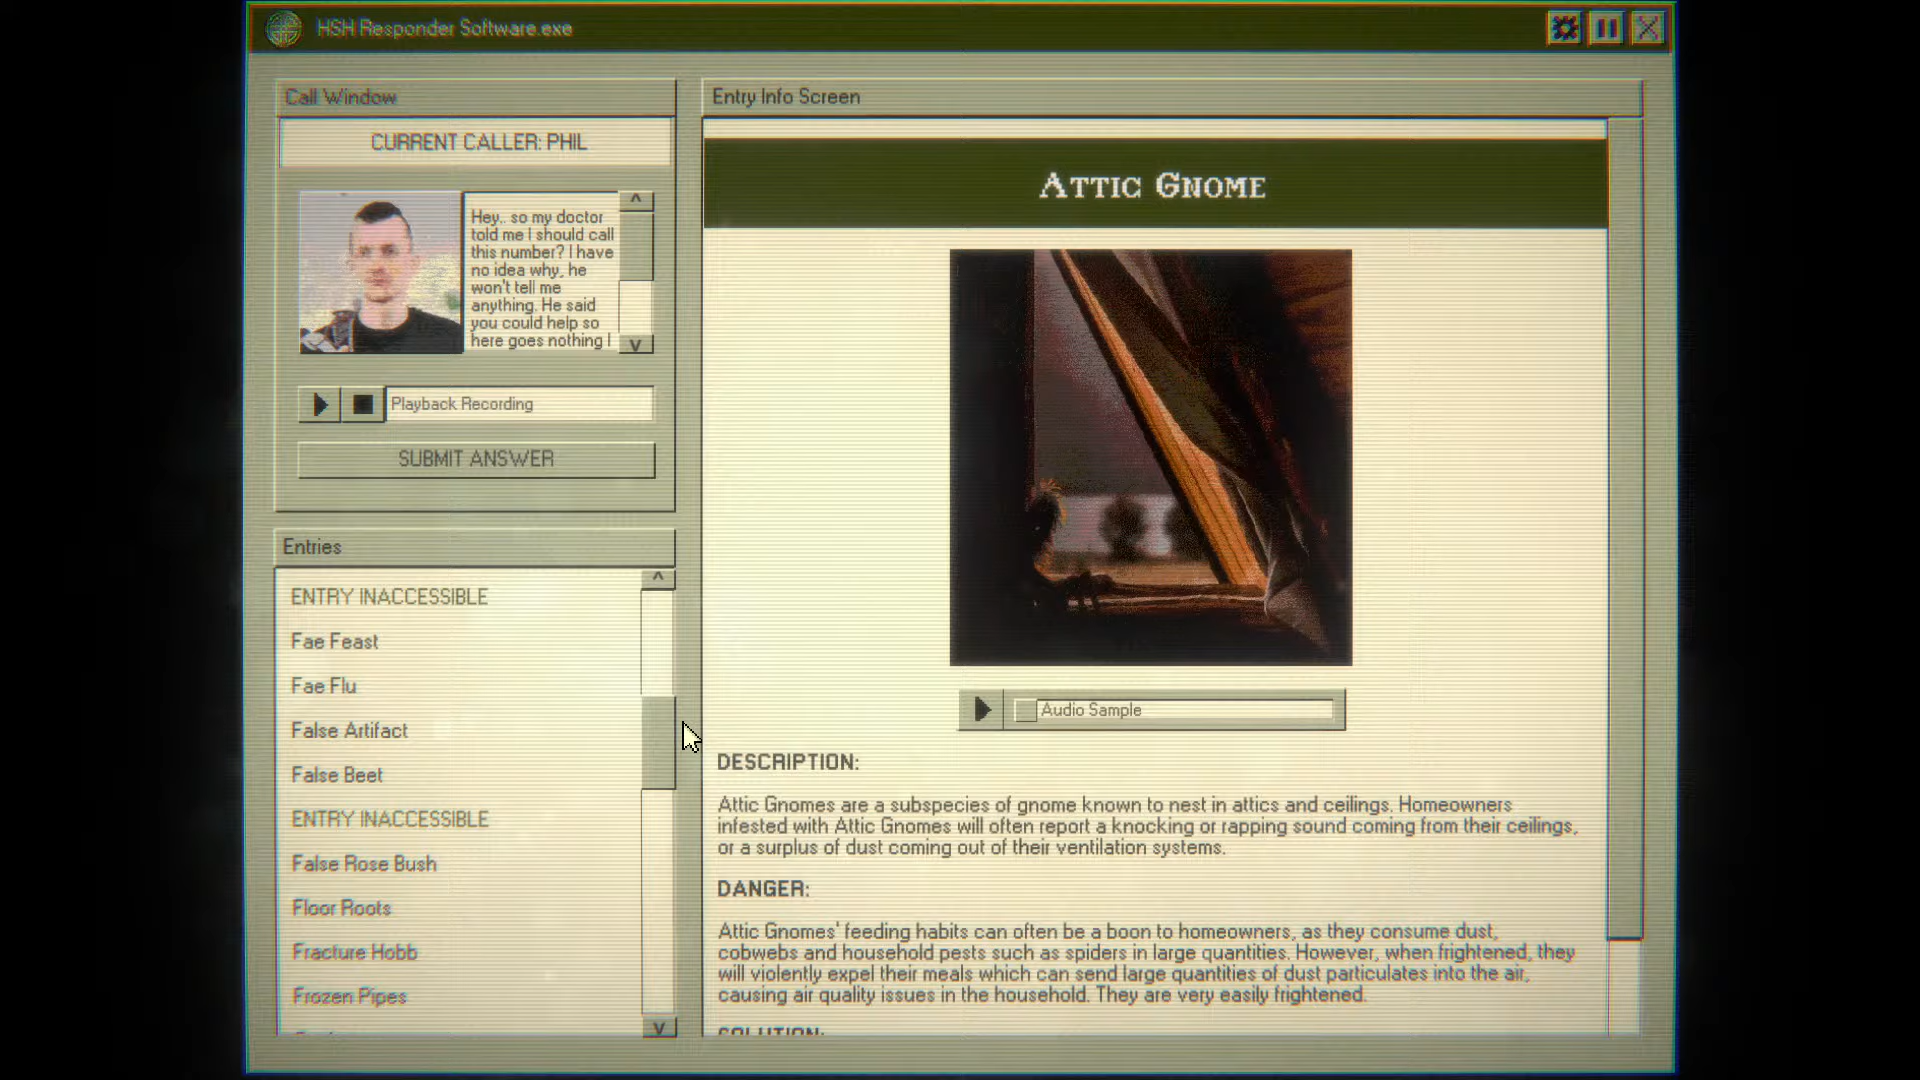 HSH Responder Software.exe
Call Window
CURRENT CALLER: PHIL
Hey.. so my doctor
told me I should call
this number? I have
no idea why, he
won't tell me
anything. He said
you could help so
here goes nothing I
Playback Recording
SUBMIT ANSWER
Entries
ENTRY INACCESSIBLE
Fae Feast
Fae Flu
False Artifact
False Beet
ENTRY INACCESSIBLE
False Rose Bush
Floor Roots
Fracture Hobb
Frozen Pipes
Entry Info Screen
ATTIC GNOME
Audio Sample
DESCRIPTION:
Attic Gnomes are a subspecies of gnome known to nest in attics and ceilings. Homeowners
infested with Attic Gnomes will often report a knocking or rapping sound coming from their ceilings,
or a surplus of dust coming out of their ventilation systems.
DANGER:
Attic Gnomes' feeding habits can often be a boon to homeowners, as they consume dust,
cobwebs and household pests such as spiders in large quantities. However, when frightened, they
will violently expel their meals which can send large quantities of dust particulates into the air,
causing air quality issues in the household. They are very easily frightened.
SOLUTION: